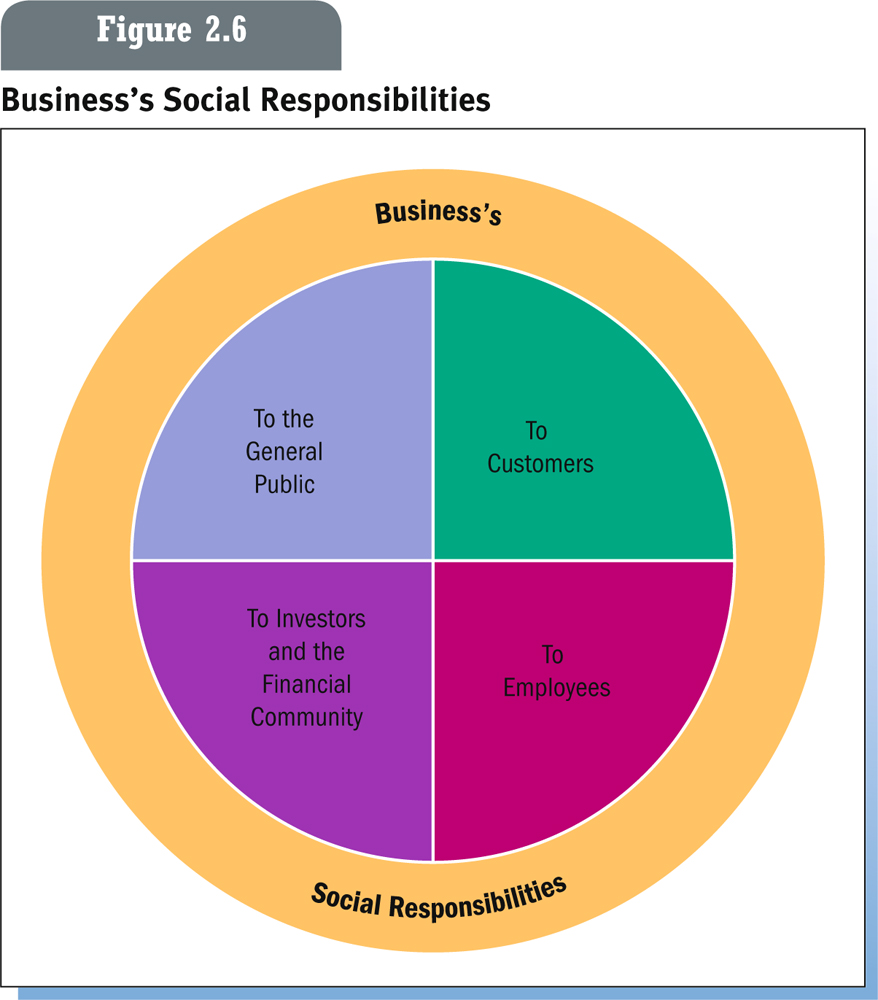 Figure 2.6
Business's Social Responsibilities
Business's
To the
General
Public
To
Customers
To Investors
and the
Financial
Community
To
Employees
Social Responsibilities